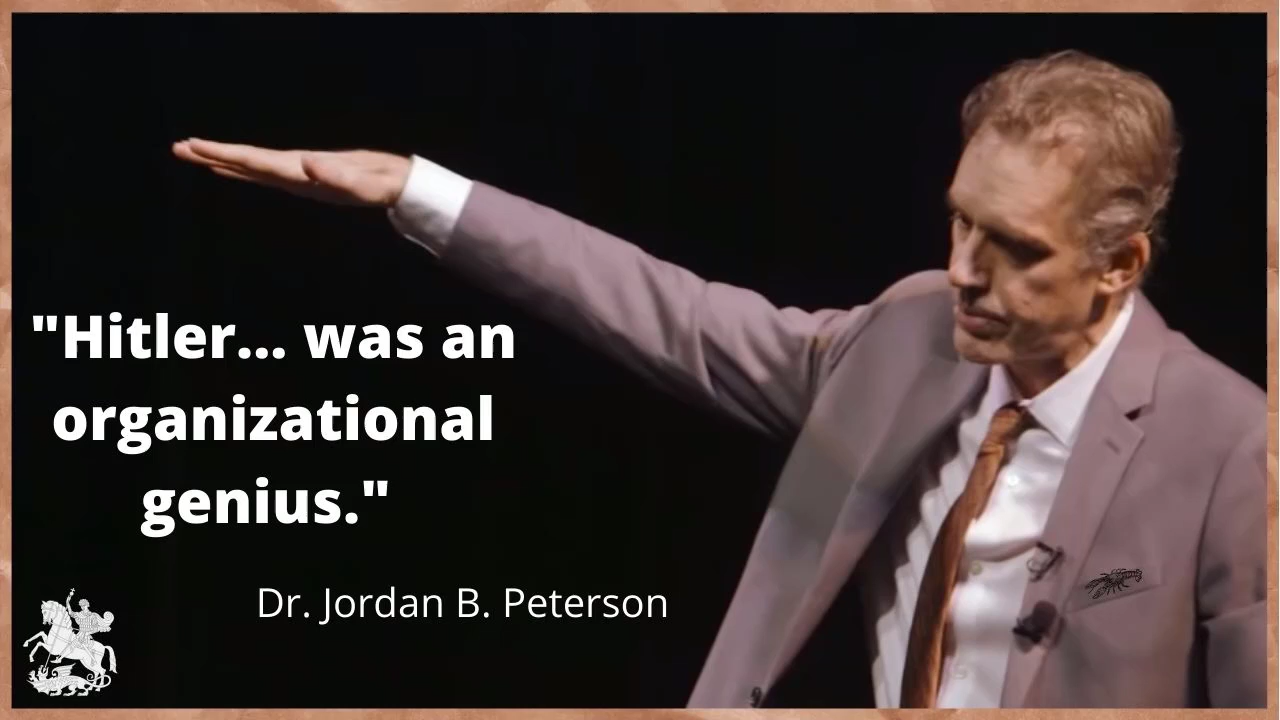 "Hitler... was an
organizational
genius."
Dr. Jordan B. Peterson